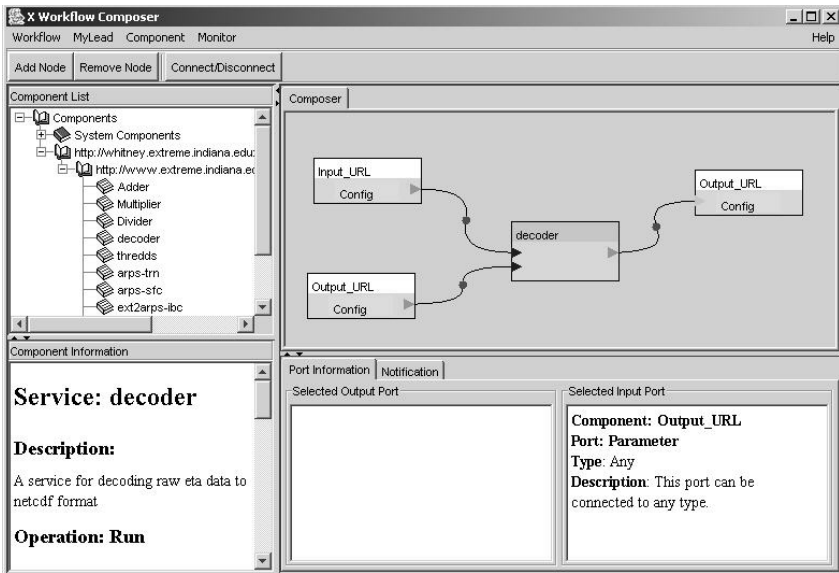 X Workflow Composer
Workflow MyLead Component Monitor Help
Add Node Remove Node Connect/Disconnect
Component List
Components
System Components
http://whitney.extreme.indiana.edu:
http://www.extreme.indiana.ed
Adder
Multiplier
Divider
decoder
thredds
arps-trn
arps-sfc
ext2arps-ibc
Composer
Input_URL
Config
Output_URL
Config
decoder
Output_URL
Config
Component Information
Service: decoder
Description:
A service for decoding raw eta data to
netcdf format
Operation: Run
Port Information Notification
Selected Output Port
Selected Input Port
Component: Output_URL
Port: Parameter
Type: Any
Description: This port can be
connected to any type.